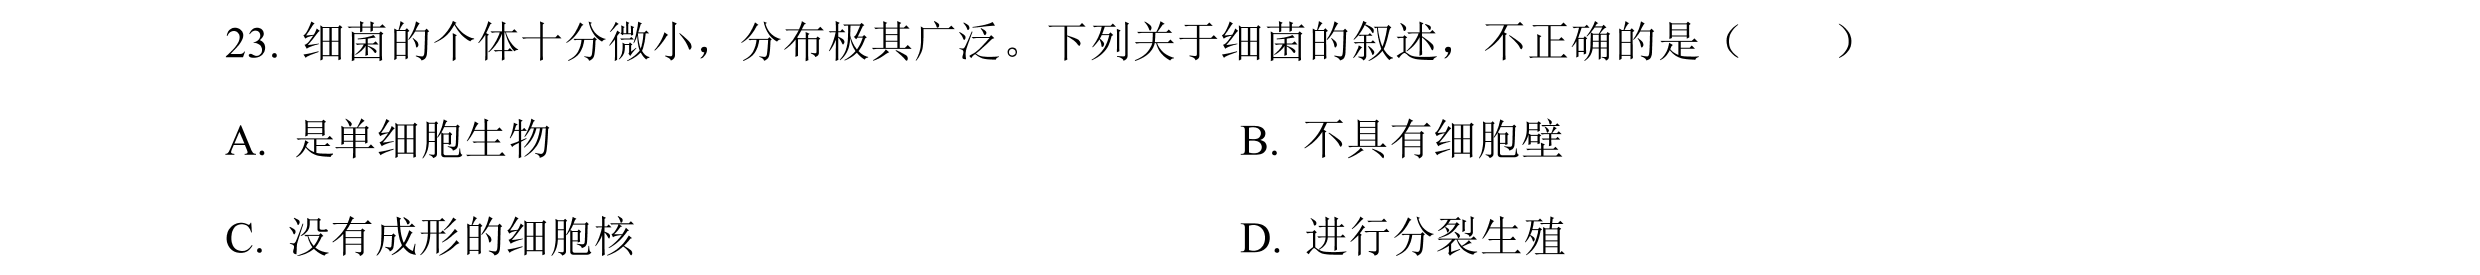 23. 细菌的个体十分微小，分布极其广泛。下列关于细菌的叙述，不正确的是（　　）
A. 是单细胞生物
B. 不具有细胞壁
C. 没有成形的细胞核
D. 进行分裂生殖